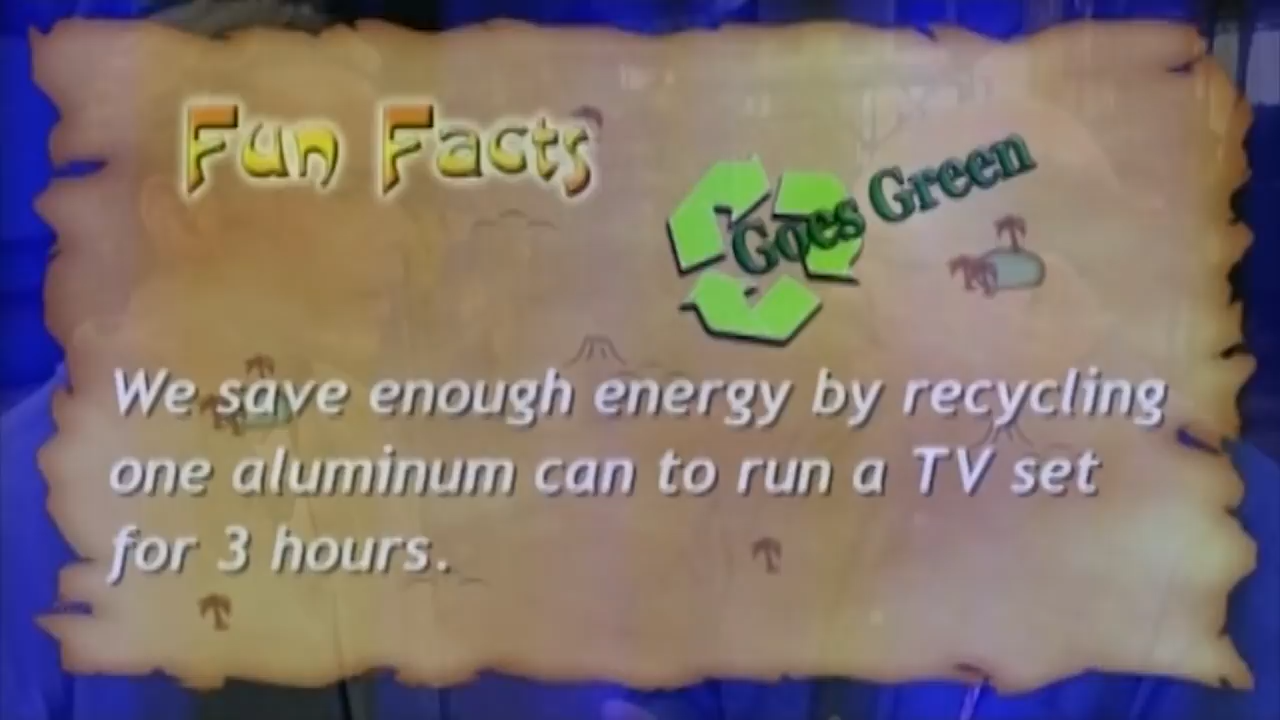 Fun Facts
Goes Green
We save enough energy by recycling
one aluminum can to run a TV set
for 3 hours.